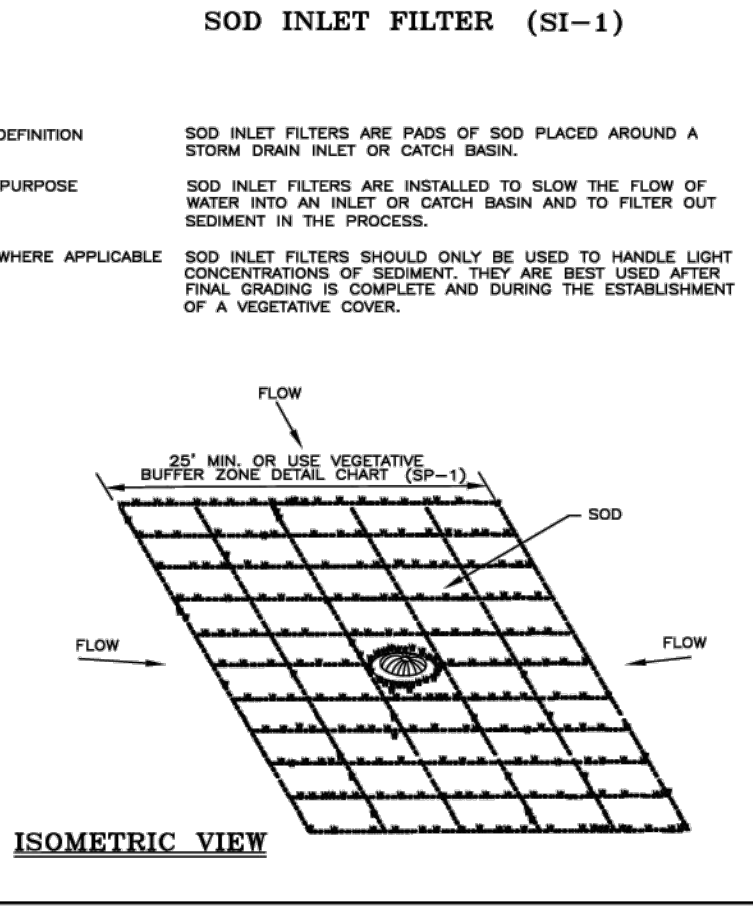 SOD INLET FILTER (SI-1)
DEFINITION
SOD INLET FILTERS ARE PADS OF SOD PLACED AROUND A
STORM DRAIN INLET OR CATCH BASIN.
PURPOSE
SOD INLET FILTERS ARE INSTALLED TO SLOW THE FLOW OF
WATER INTO AN INLET OR CATCH BASIN AND TO FILTER OUT
SEDIMENT IN THE PROCESS.
WHERE APPLICABLE
SOD INLET FILTERS SHOULD ONLY BE USED TO HANDLE LIGHT
CONCENTRATIONS OF SEDIMENT. THEY ARE BEST USED AFTER
FINAL GRADING IS COMPLETE AND DURING THE ESTABLISHMENT
OF A VEGETATIVE COVER.
FLOW
25' MIN. OR USE VEGETATIVE
BUFFER ZONE DETAIL CHART (SP-1)
SOD
FLOW
FLOW
ISOMETRIC VIEW